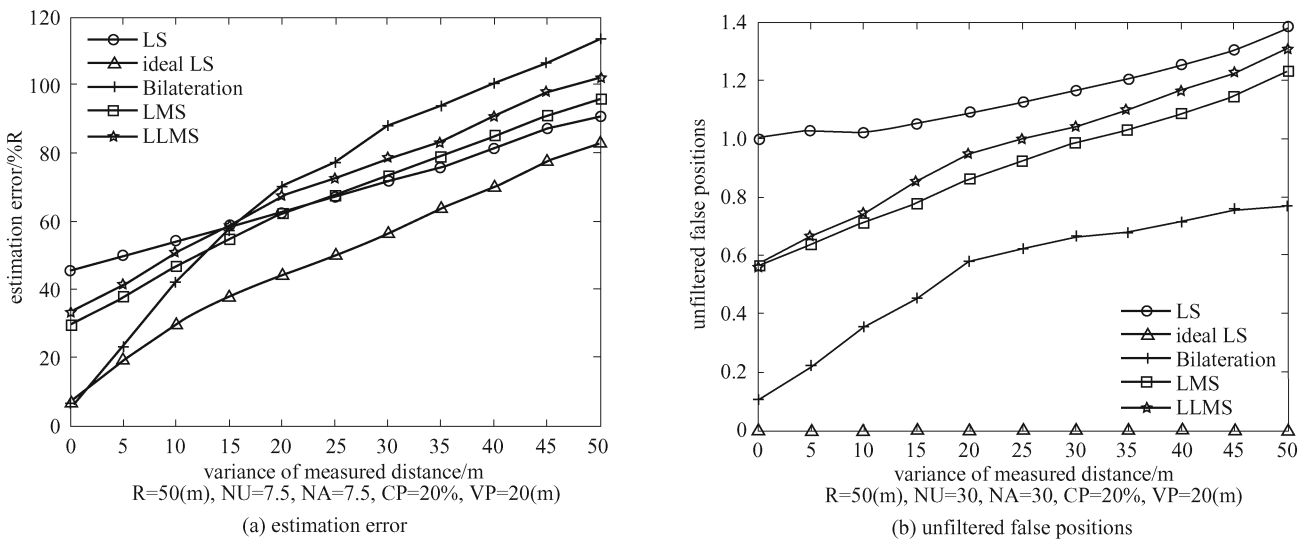 120
100
80
60
40
20
0
estimation error/%R
LS
ideal LS
Bilateration
LMS
LLMS
0 5 10 15 20 25 30 35 40 45 50
variance of measured distance/m
R=50(m), NU=7.5, NA=7.5, CP=20%, VP=20(m)
(a) estimation error
1.4
1.2
1.0
0.8
0.6
0.4
0.2
0
unfiltered false positions
LS
ideal LS
Bilateration
LMS
LLMS
0 5 10 15 20 25 30 35 40 45 50
variance of measured distance/m
R=50(m), NU=30, NA=30, CP=20%, VP=20(m)
(b) unfiltered false positions